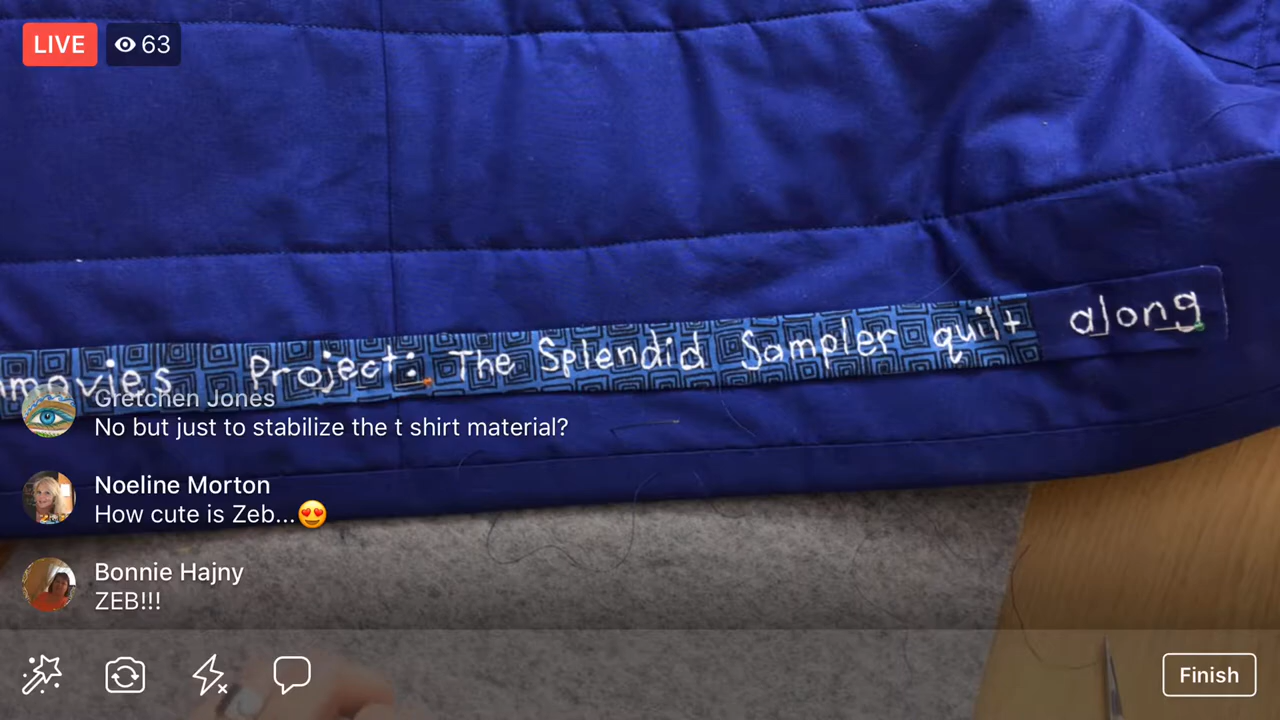 LIVE 63
movies Project: The Splendid Sampler quilt along
Gretchen Jones
No but just to stabilize the t shirt material?
Noeline Morton
How cute is Zeb...😍
Bonnie Hajny
ZEB!!!
Finish